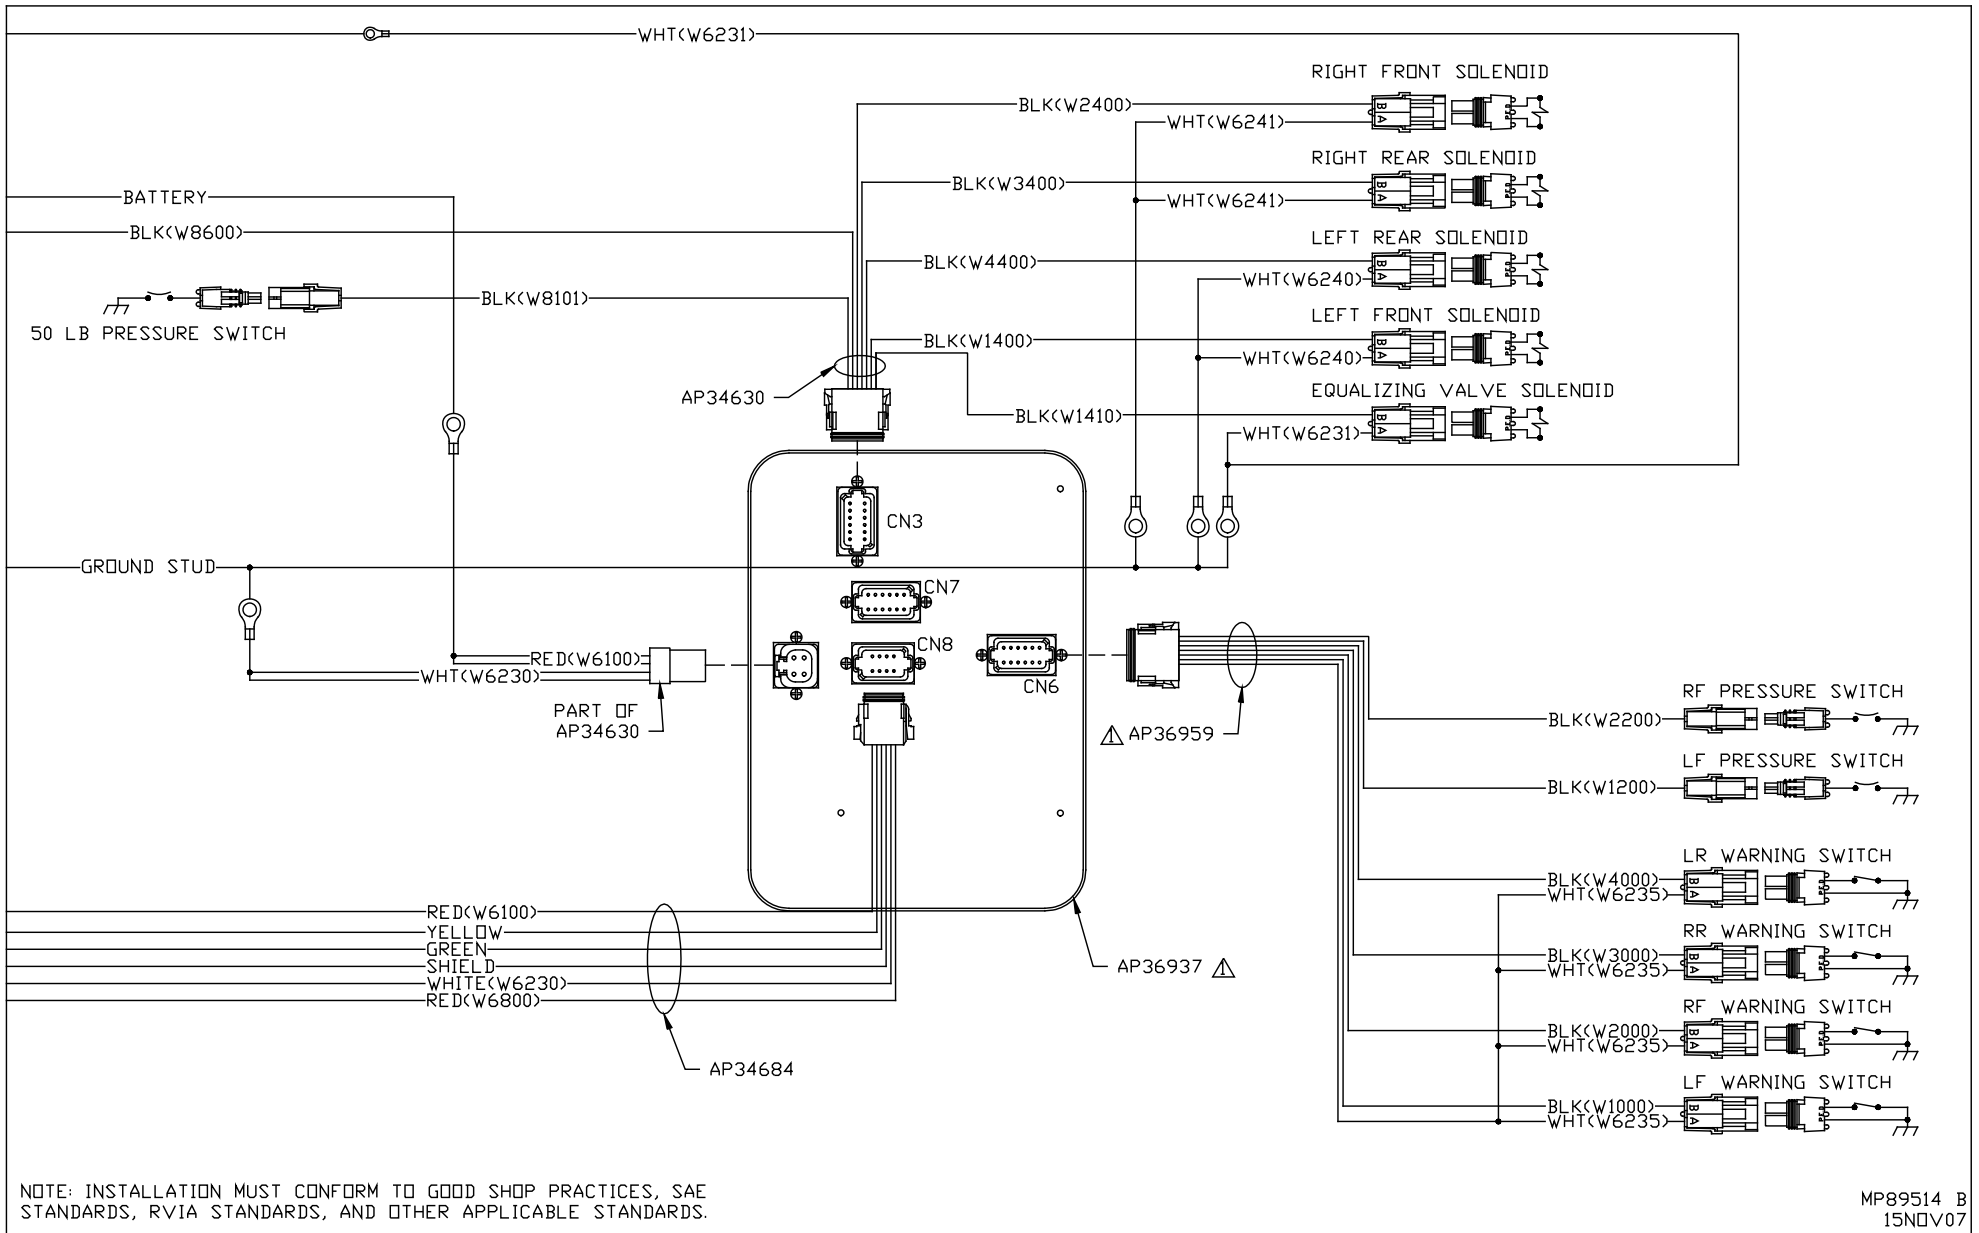 WHT(W6231)
RIGHT FRONT SOLENOID
BLK(W2400)
B
A
WHT(W6241)
RIGHT REAR SOLENOID
BATTERY
BLK(W3400)
B
A
WHT(W6241)
BLK(W8600)
LEFT REAR SOLENOID
BLK(W4400)
B
A
WHT(W6240)
BLK(W8101)
50 LB PRESSURE SWITCH
LEFT FRONT SOLENOID
BLK(W1400)
B
A
WHT(W6240)
AP34630
EQUALIZING VALVE SOLENOID
BLK(W1410)
B
A
WHT(W6231)
CN3
GROUND STUD
CN7
CN8
RED(W6100)
WHT(W6230)
CN6
PART OF
AP34630
1 AP36959
RF PRESSURE SWITCH
BLK(W2200)
LF PRESSURE SWITCH
BLK(W1200)
LR WARNING SWITCH
BLK(W4000)
B
A
WHT(W6235)
RED(W6100)
YELLOW
GREEN
SHIELD
WHITE(W6230)
RED(W6800)
AP36937 1
RR WARNING SWITCH
BLK(W3000)
B
A
WHT(W6235)
RF WARNING SWITCH
BLK(W2000)
B
A
WHT(W6235)
AP34684
LF WARNING SWITCH
BLK(W1000)
B
A
WHT(W6235)
NOTE: INSTALLATION MUST CONFORM TO GOOD SHOP PRACTICES, SAE
STANDARDS, RVIA STANDARDS, AND OTHER APPLICABLE STANDARDS.
MP89514 B
15NOV07